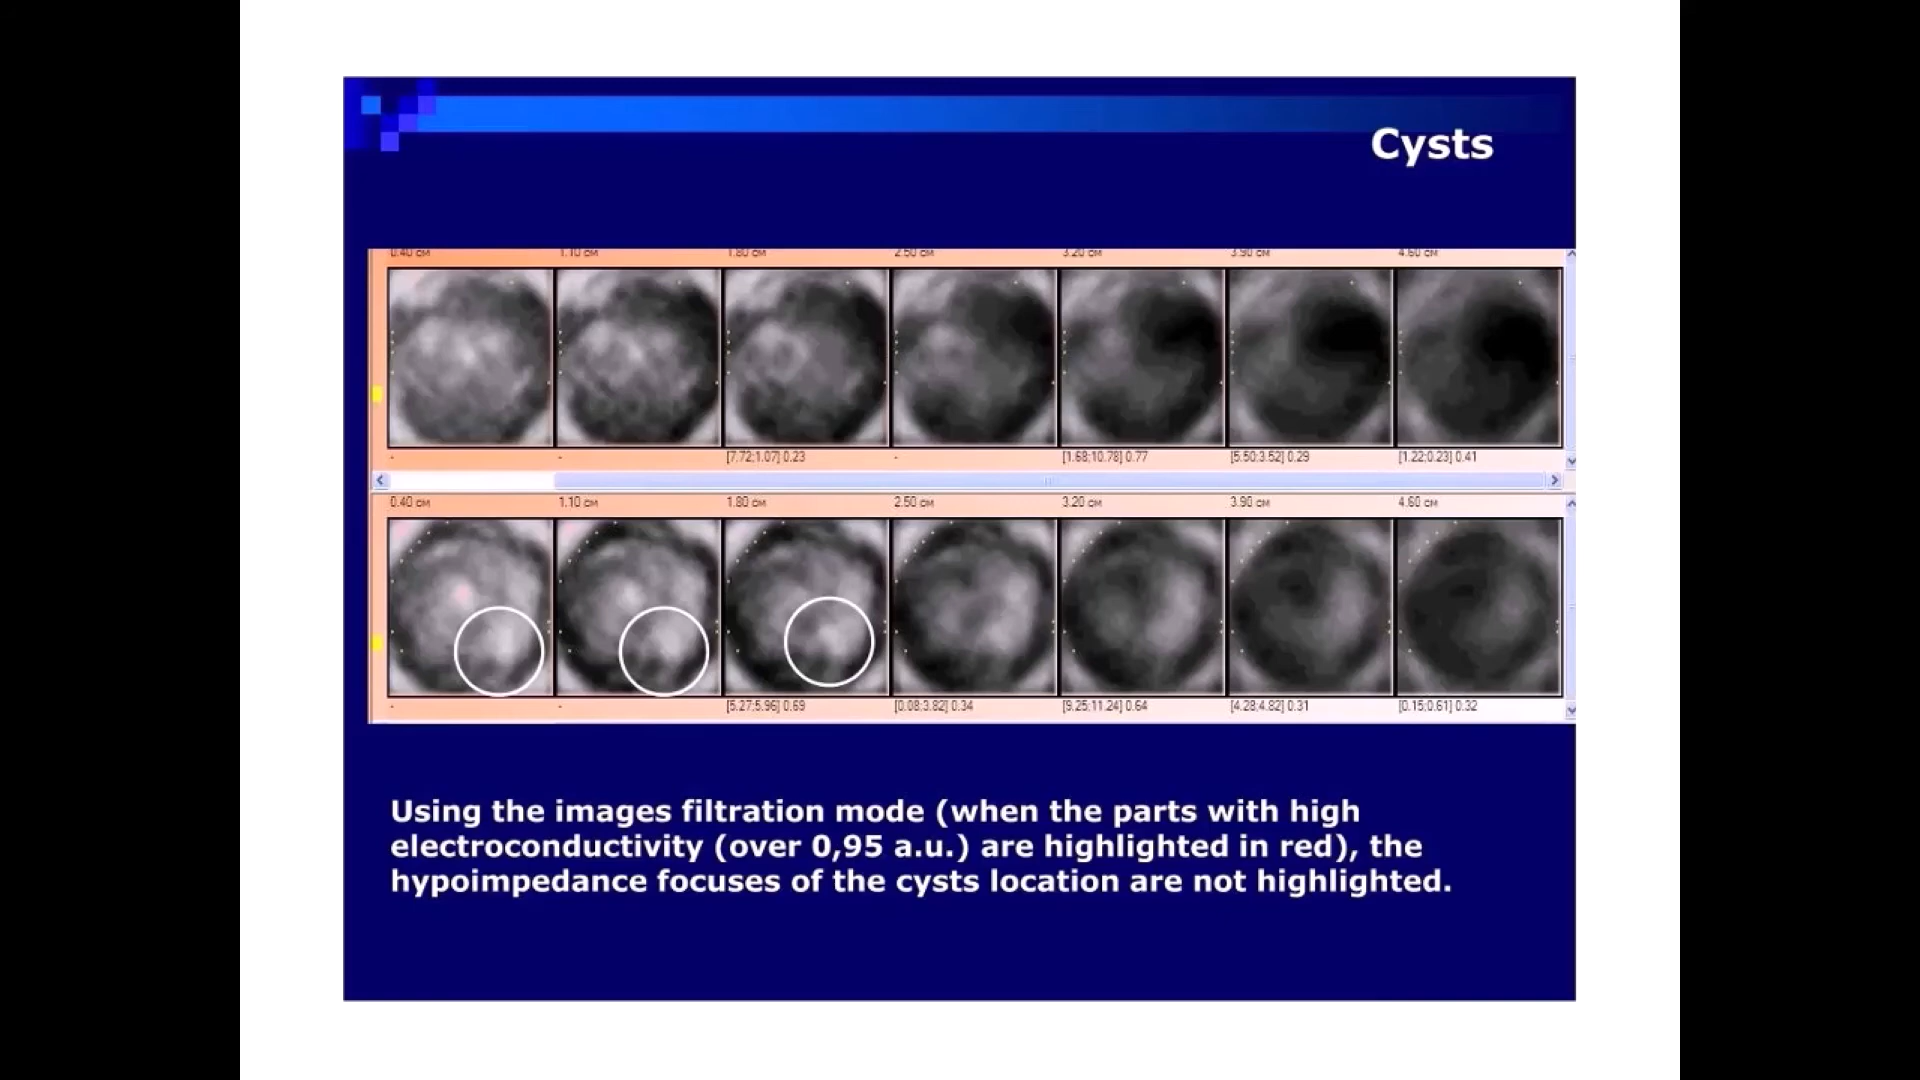 Cysts
0.40 см 1.10 см 1.80 см 2.50 см 3.20 см 3.90 см 4.60 см
- - [7.72;1.07] 0.23 - [1.68;10.78] 0.77 [5.50;3.52] 0.29 [1.22;0.23] 0.41
0.40 см 1.10 см 1.80 см 2.50 см 3.20 см 3.90 см 4.60 см
- - [5.27;5.96] 0.69 [0.08;3.82] 0.34 [9.25;11.24] 0.64 [4.28;4.82] 0.31 [0.15;0.61] 0.32
Using the images filtration mode (when the parts with high
electroconductivity (over 0,95 a.u.) are highlighted in red), the
hypoimpedance focuses of the cysts location are not highlighted.